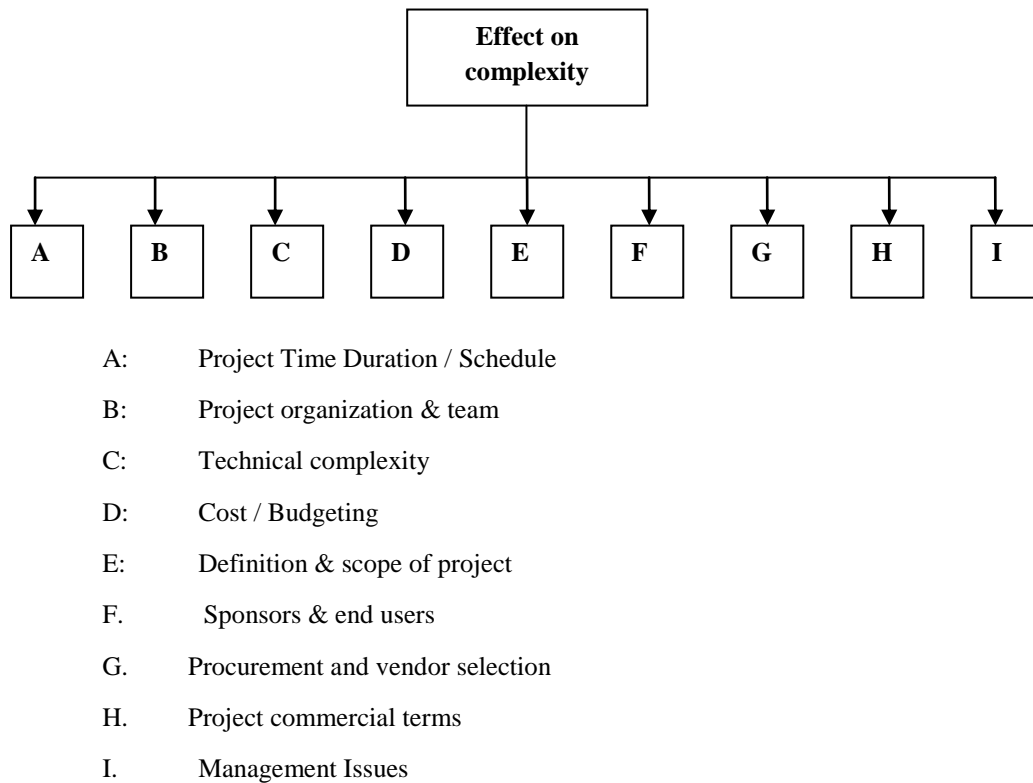 Effect on
complexity
A B C D E F G H I
A: Project Time Duration / Schedule
B: Project organization & team
C: Technical complexity
D: Cost / Budgeting
E: Definition & scope of project
F. Sponsors & end users
G. Procurement and vendor selection
H. Project commercial terms
I. Management Issues